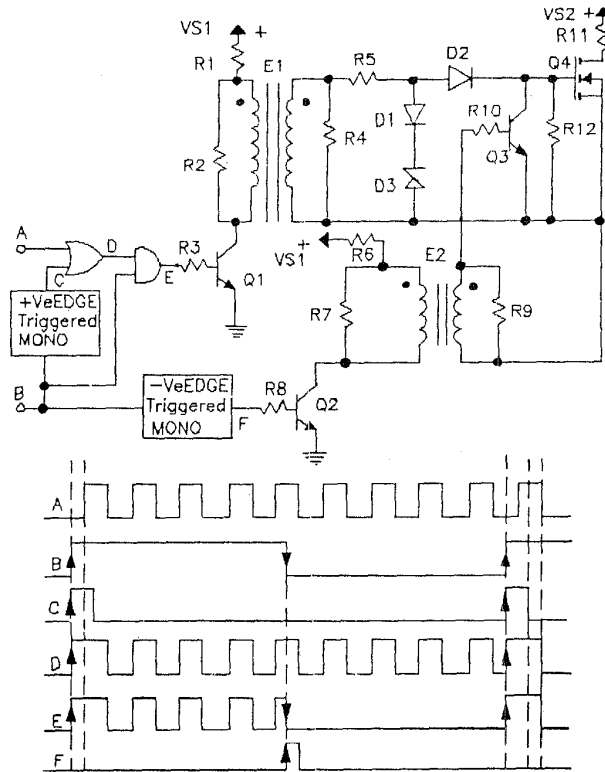 VS1 +
VS2 +
R11
R1
E1
R5
D2
Q4
R10
R2
R4
D1
R12
Q3
D3
A
D
VS1 +
R6
E2
C
E
R3
Q1
+VeEDGE
Triggered
MONO
R7
R9
B
-VeEDGE
Triggered
MONO
F
R8
Q2
A
B
C
D
E
F